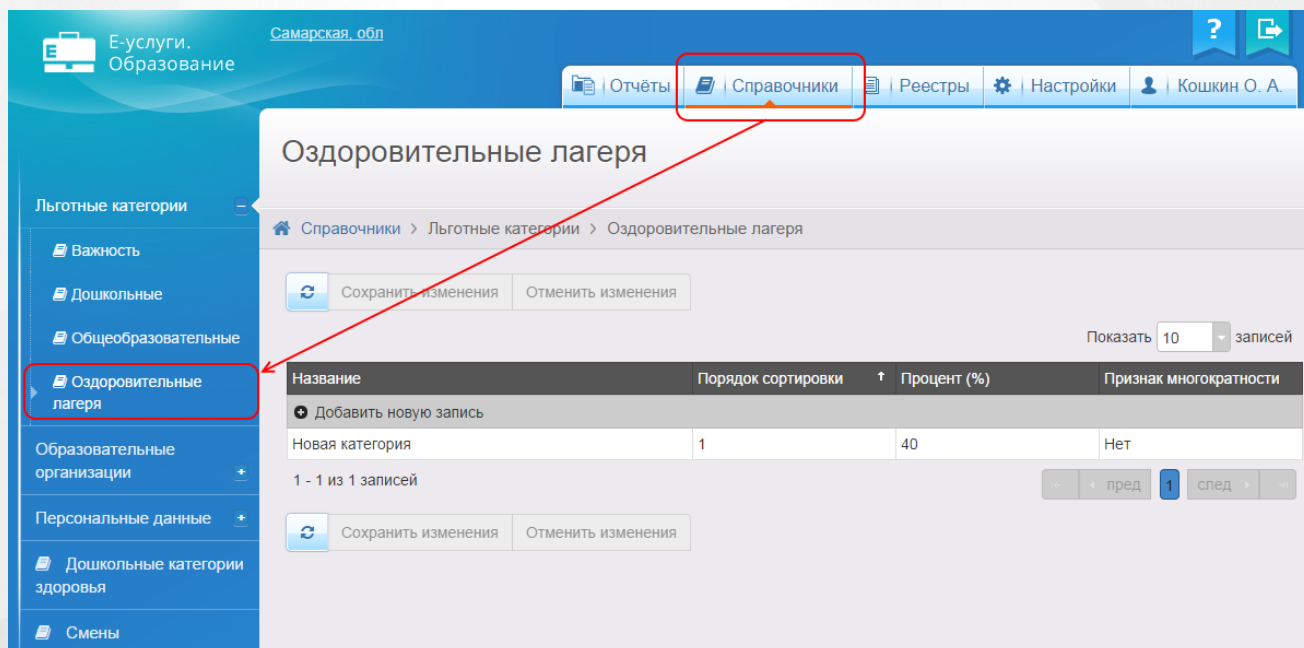 Е-услуги.
Образование
Самарская, обл
?
Отчёты
Справочники
Реестры
Настройки
Кошкин О. А.
Оздоровительные лагеря
Льготные категории
Важность
Дошкольные
Общеобразовательные
Оздоровительные
лагеря
Образовательные
организации
Персональные данные
Дошкольные категории
здоровья
Смены
Справочники > Льготные категории > Оздоровительные лагеря
Сохранить изменения Отменить изменения
Показать 10 записей
Название Порядок сортировки ↑ Процент (%) Признак многократности
Добавить новую запись
Новая категория 1 40 Нет
1 - 1 из 1 записей
пред 1 след
Сохранить изменения Отменить изменения